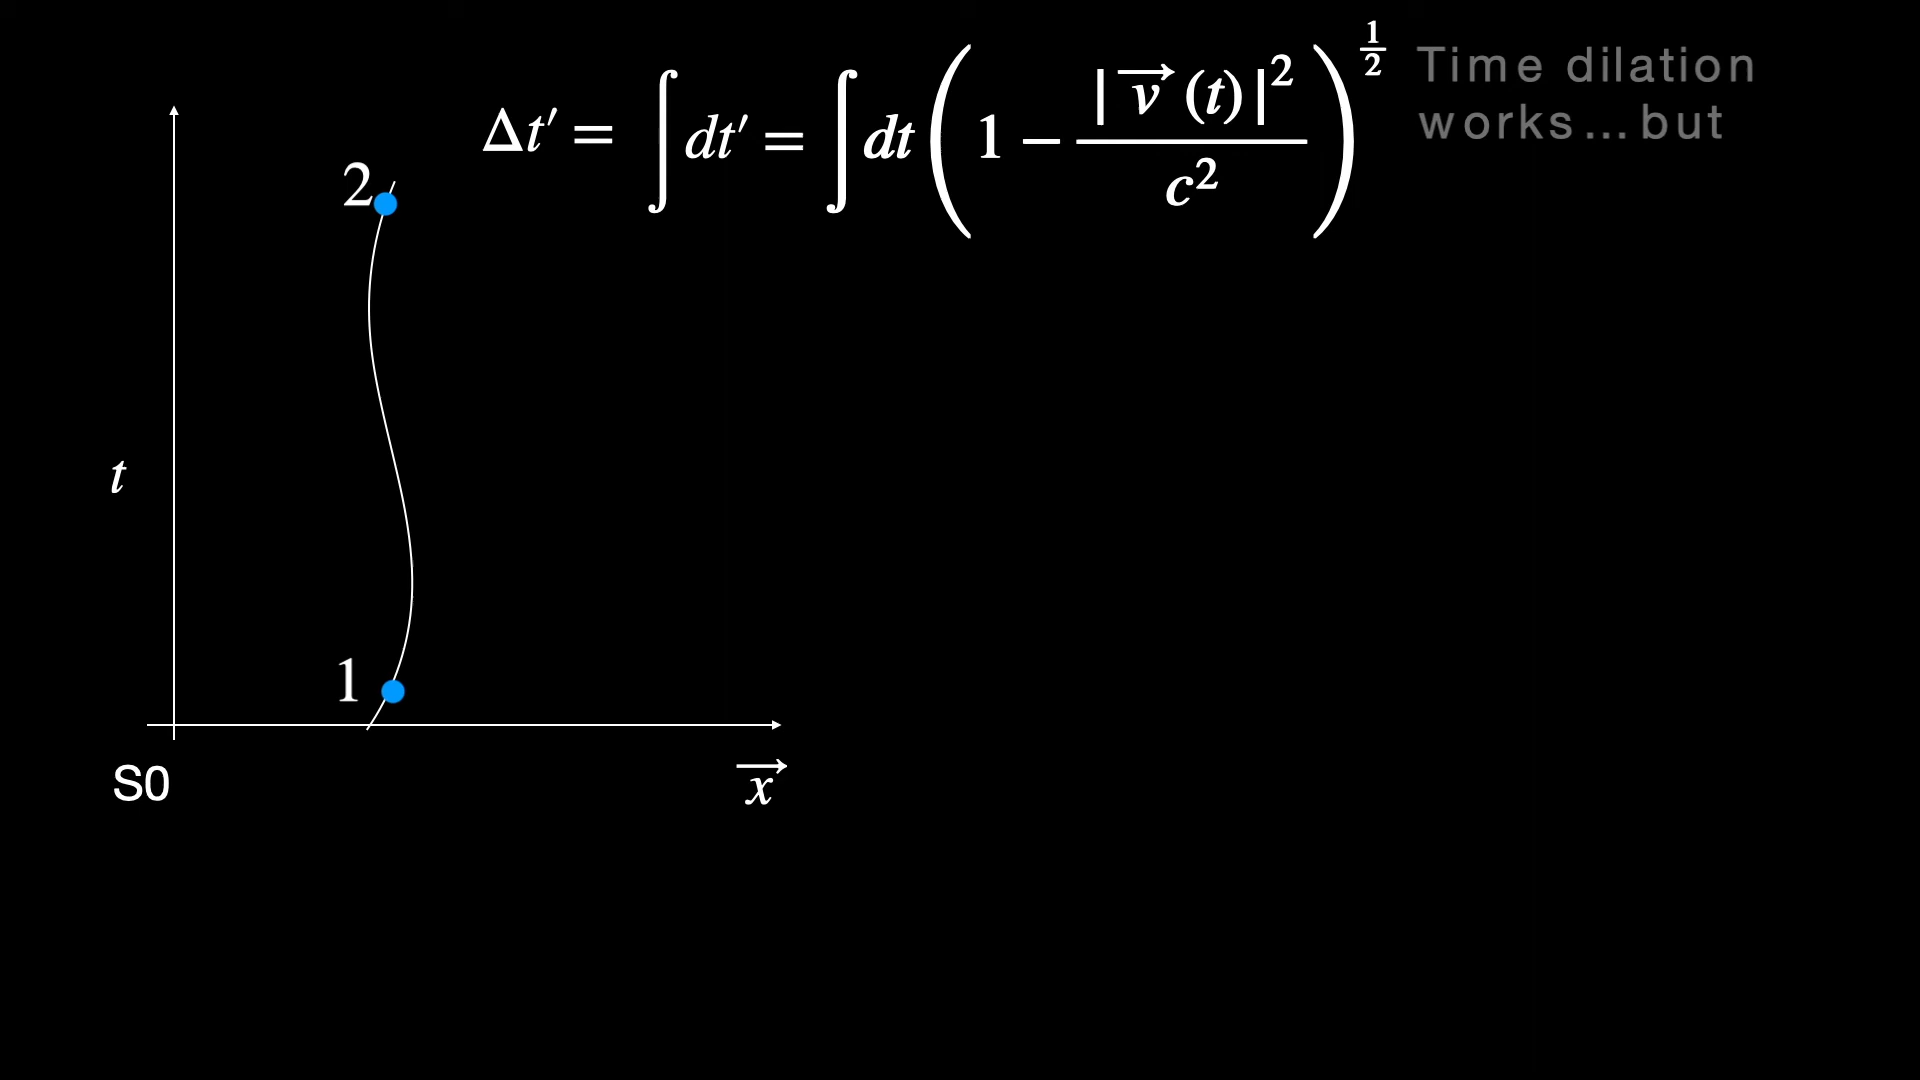 Δt′ = ∫dt′ = ∫dt(1 − |v⃗(t)|²/c²)^½
Time dilation
works…but
2
t
1
S0
x⃗